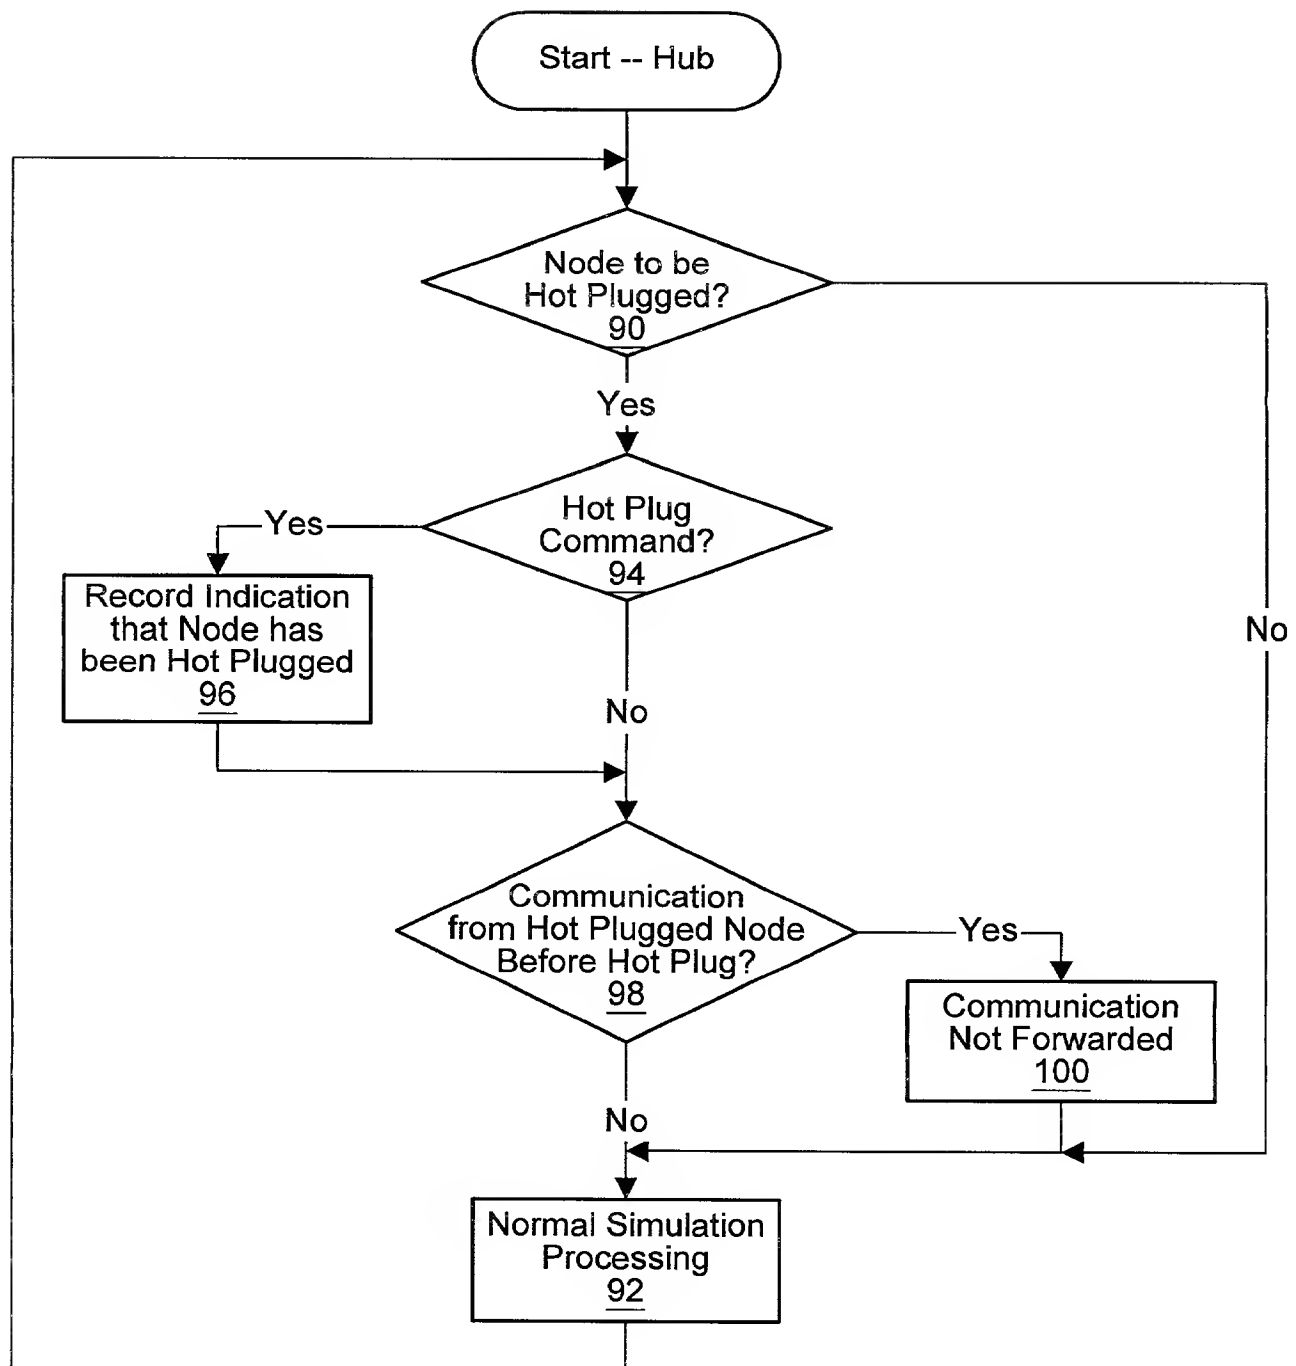 Start -- Hub
Node to be
Hot Plugged?
90
Yes
Hot Plug
Command?
94
Yes
Record Indication
that Node has
been Hot Plugged
96
No
No
Communication
from Hot Plugged Node
Before Hot Plug?
98
Yes
Communication
Not Forwarded
100
No
Normal Simulation
Processing
92